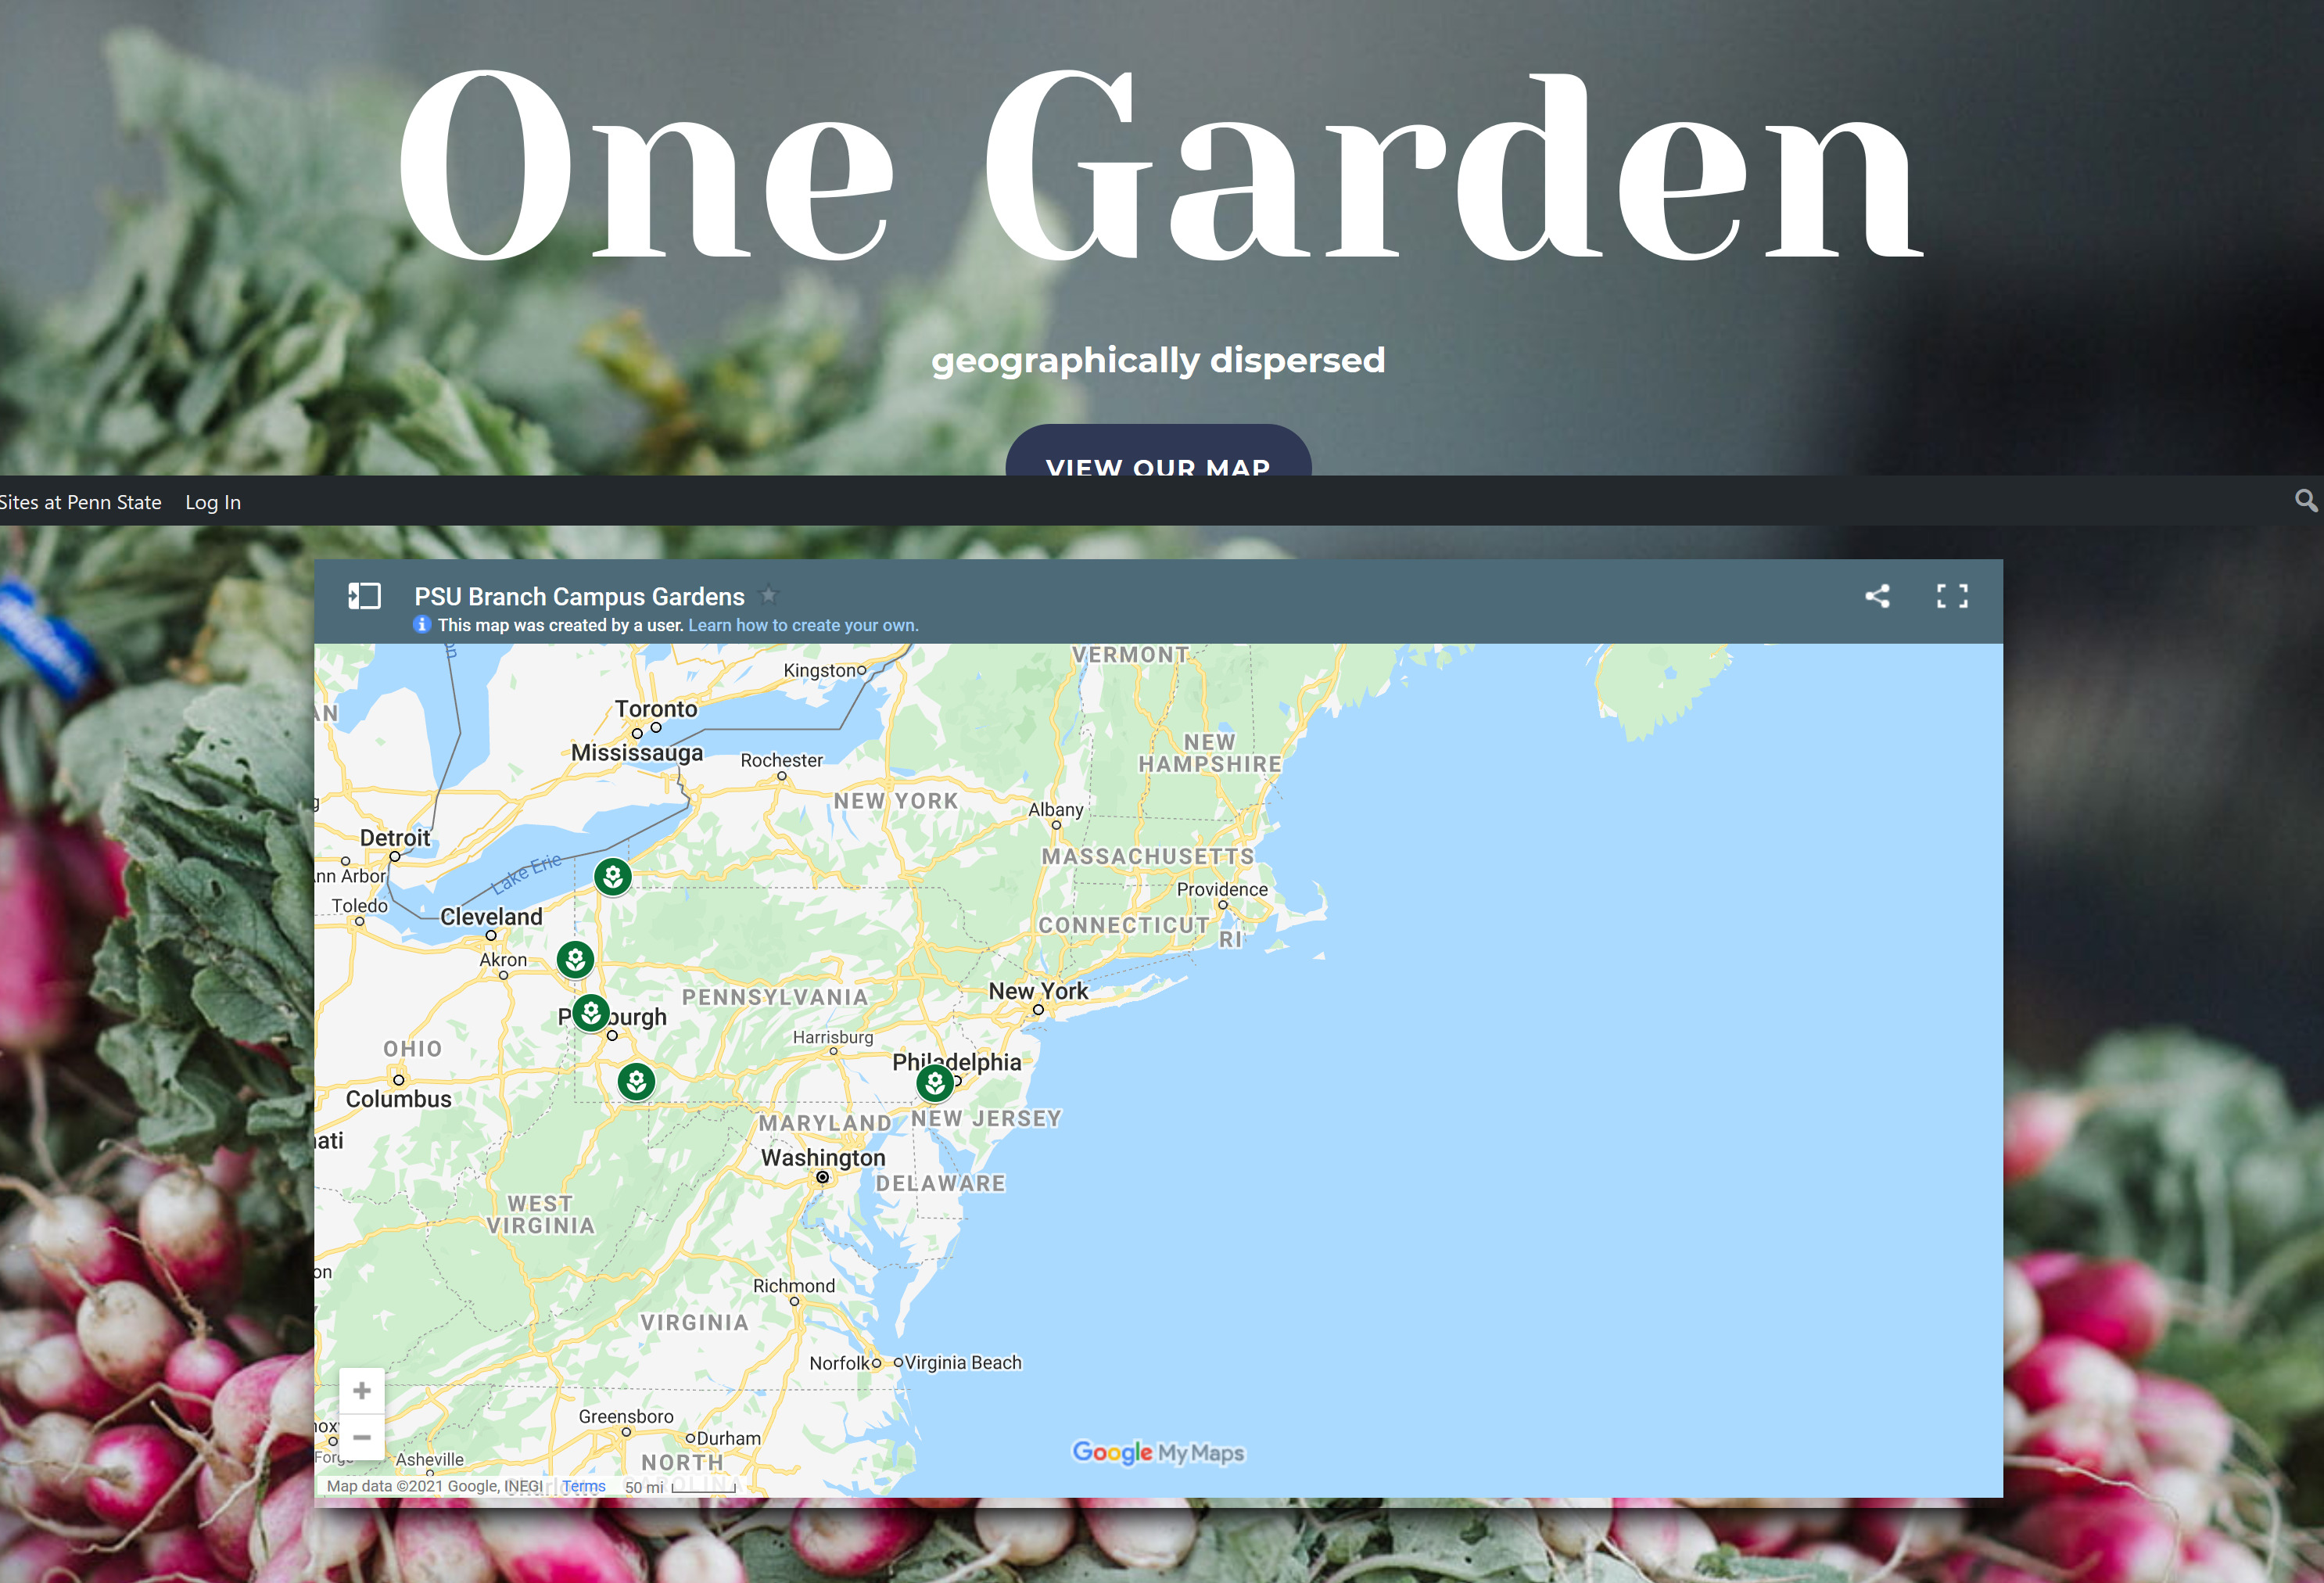 One Garden
geographically dispersed
VIEW OUR MAP
Sites at Penn State Log In
PSU Branch Campus Gardens
This map was created by a user. Learn how to create your own.
VERMONT
Kingston
Toronto
Mississauga
Rochester
NEW
HAMPSHIRE
NEW YORK
Albany
Detroit
MASSACHUSETTS
Lake Erie
nn Arbor
Providence
Toledo
Cleveland
CONNECTICUT
RI
Akron
New York
PENNSYLVANIA
P burgh
Harrisburg
OHIO
Philadelphia
Columbus
MARYLAND
NEW JERSEY
ati
Washington
DELAWARE
WEST
VIRGINIA
on
Richmond
VIRGINIA
Norfolk
Virginia Beach
Greensboro
Durham
Asheville
NORTH
CAROLINA
Google My Maps
Map data ©2021 Google, INEGI Terms 50 mi